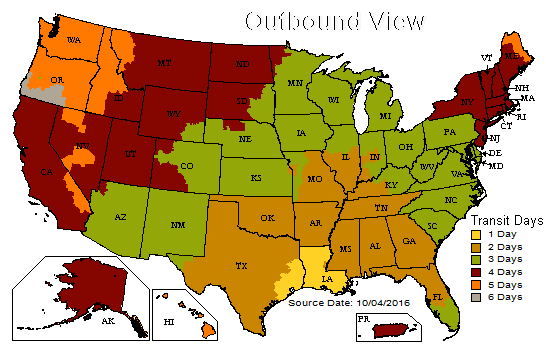 Outbound View
WA
MT
ND
VT
ME
OR
ID
MN
WI
NH
MA
SD
WY
MI
NY
RI
CT
IA
PA
NJ
NE
NV
UT
IL
IN
OH
DE
MD
CA
CO
WV
VA
KS
MO
KY
NC
TN
OK
AZ
NM
AR
SC
MS
AL
GA
TX
LA
FL
Transit Days
1 Day
2 Days
3 Days
4 Days
5 Days
6 Days
Source Date: 10/04/2016
AK
HI
PR